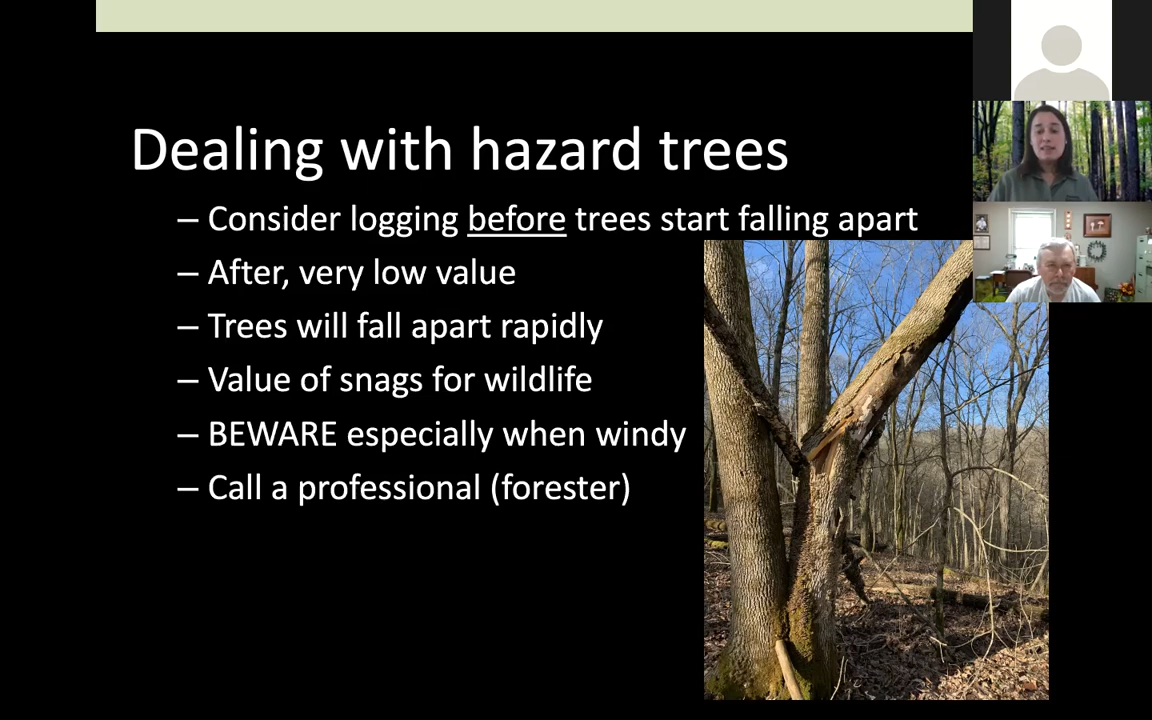 Dealing with hazard trees
– Consider logging before trees start falling apart
– After, very low value
– Trees will fall apart rapidly
– Value of snags for wildlife
– BEWARE especially when windy
– Call a professional (forester)